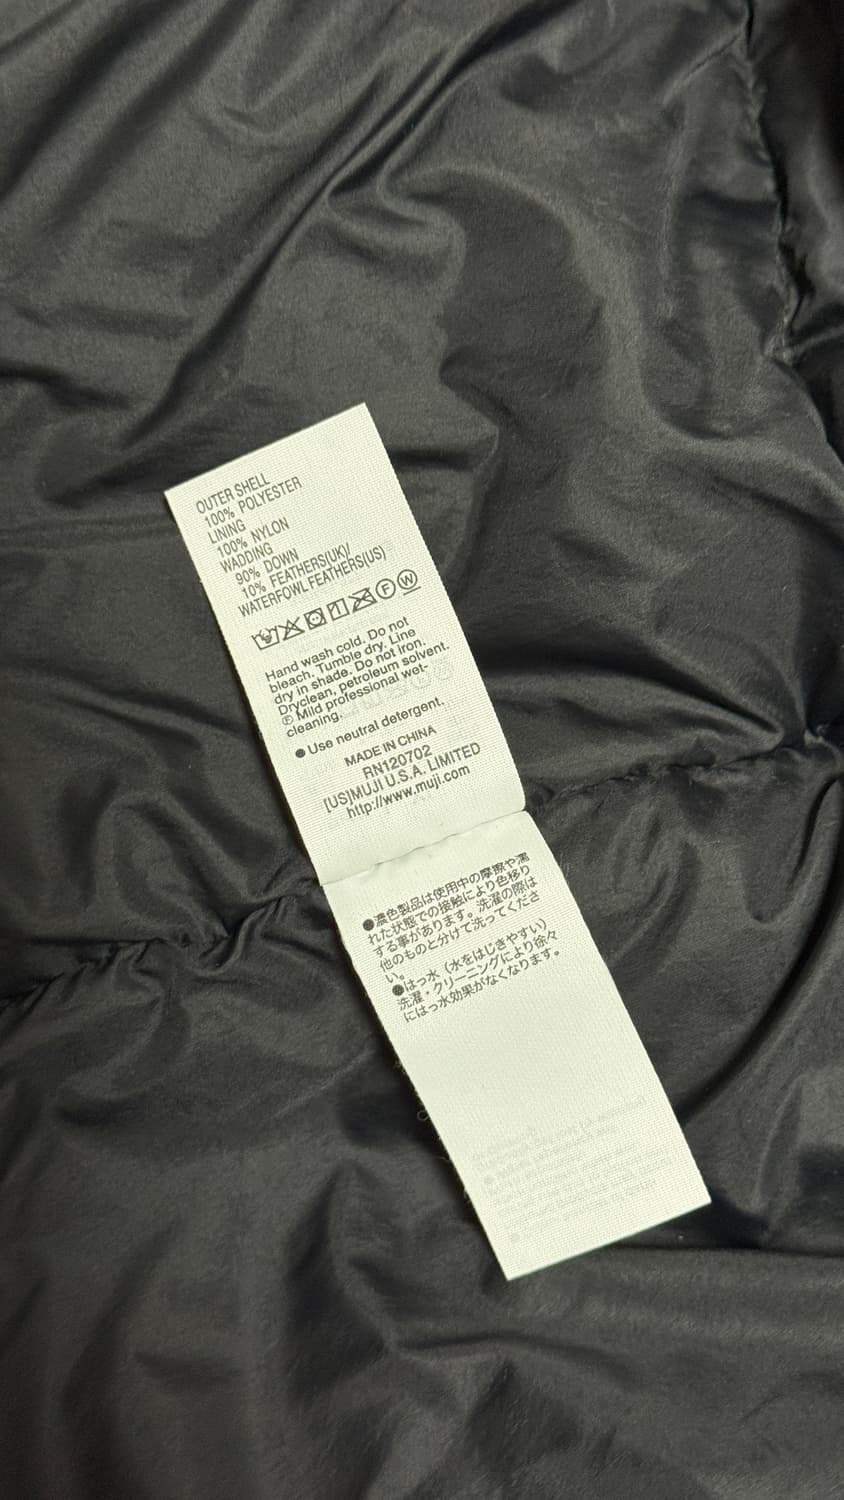 OUTER SHELL
100% POLYESTER
LINING
100% NYLON
WADDING
90% DOWN
10% FEATHERS(UK)/
WATERFOWL FEATHERS(US)
F W
Hand wash cold. Do not
bleach. Tumble dry. Line
dry in shade. Do not iron.
Dryclean, petroleum solvent.
Ⓟ Mild professional wet-
cleaning.
●Use neutral detergent.
MADE IN CHINA
RN120702
[US]MUJI U.S.A. LIMITED
http://www.muji.com
●濃色製品は使用中の摩擦や濡
れた状態での接触により色移り
する事があります。洗濯の際は
他のものと分けて洗ってくださ
い。
●はっ水（水をはじきやすい）
洗濯・クリーニングにより徐々
にはっ水効果がなくなります。